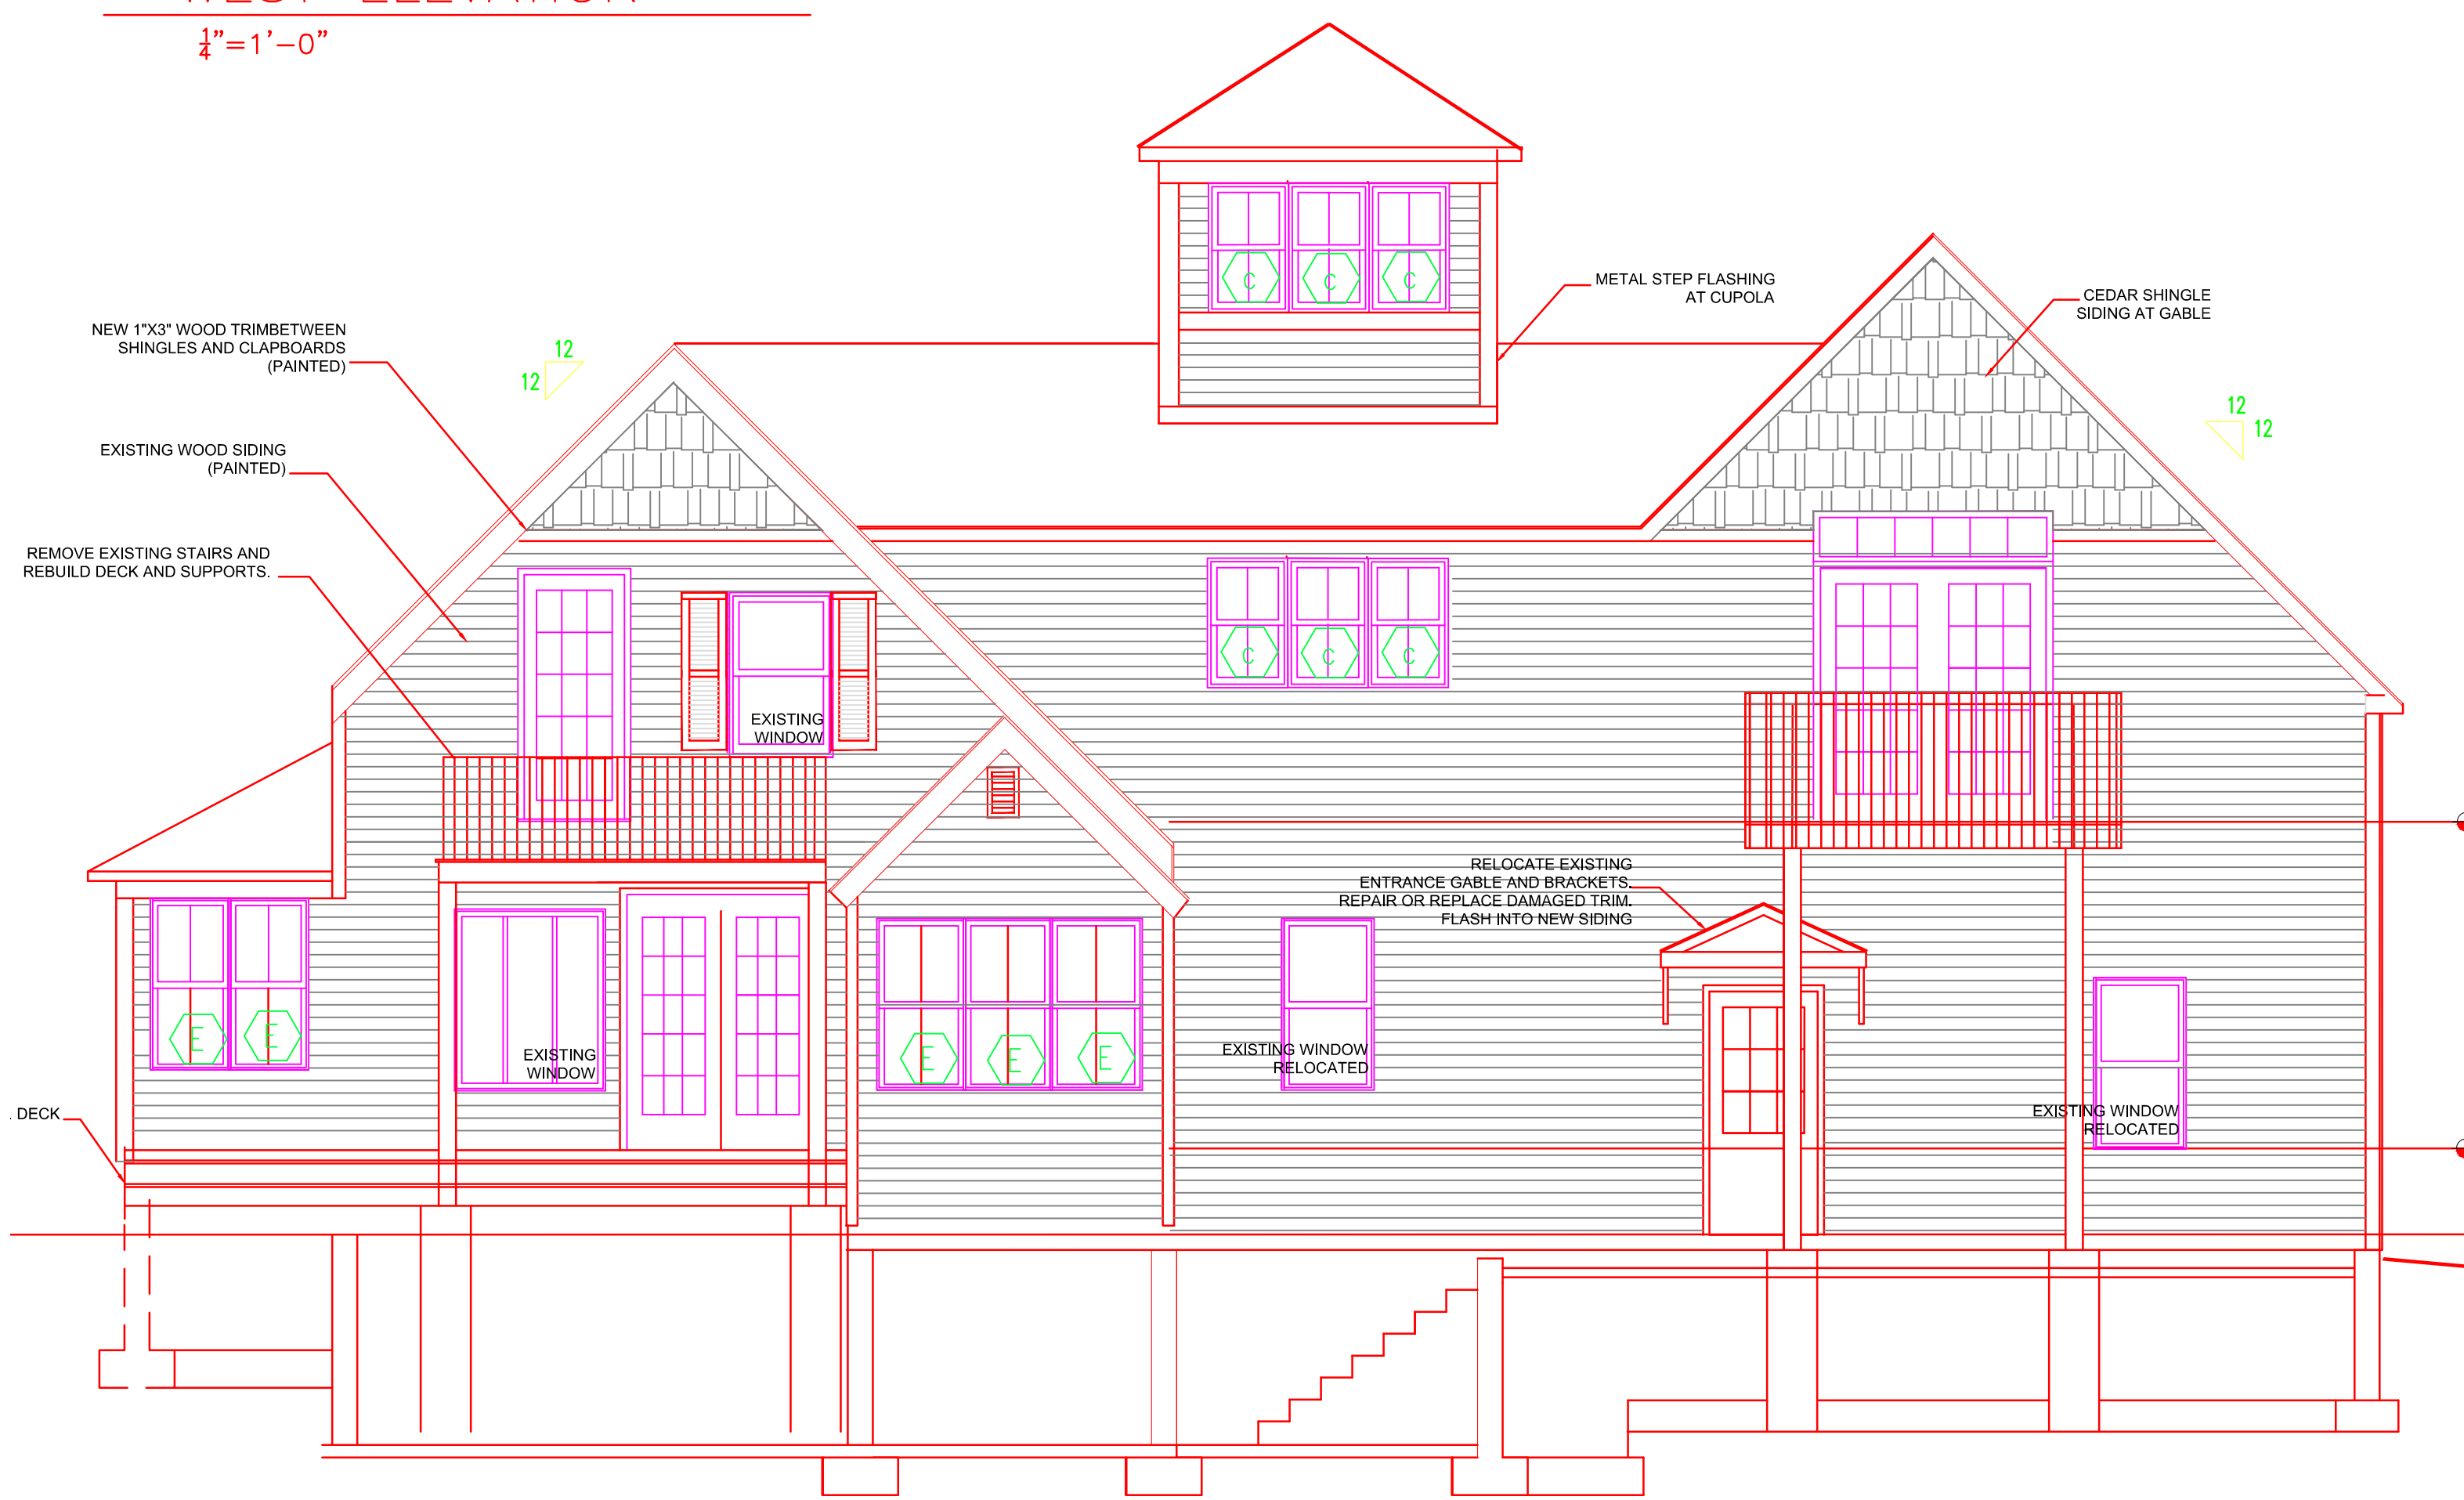 WEST ELEVATION
1/4"=1'-0"
METAL STEP FLASHING
AT CUPOLA
CEDAR SHINGLE
SIDING AT GABLE
NEW 1"X3" WOOD TRIMBETWEEN
SHINGLES AND CLAPBOARDS
(PAINTED)
12
12
12
12
EXISTING WOOD SIDING
(PAINTED)
REMOVE EXISTING STAIRS AND
REBUILD DECK AND SUPPORTS.
C
C
C
C
C
C
EXISTING
WINDOW
RELOCATE EXISTING
ENTRANCE GABLE AND BRACKETS.
REPAIR OR REPLACE DAMAGED TRIM.
FLASH INTO NEW SIDING
E
E
EXISTING
WINDOW
E
E
E
EXISTING WINDOW
RELOCATED
EXISTING WINDOW
RELOCATED
. DECK